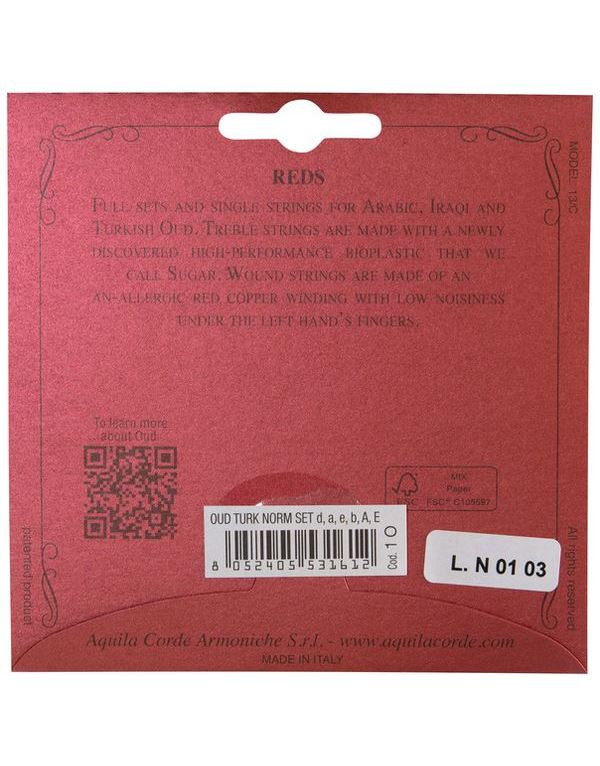 REDS
FULL SETS AND SINGLE STRINGS FOR ARABIC, IRAQI AND
TURKISH OUD. TREBLE STRINGS ARE MADE WITH A NEWLY
DISCOVERED HIGH-PERFORMANCE BIOPLASTIC THAT WE
CALL SUGAR. WOUND STRINGS ARE MADE OF AN
AN-ALLERGIC RED COPPER WINDING WITH LOW NOISINESS
UNDER THE LEFT HAND'S FINGERS.
MODEL: 13/C
To learn more
about Oud
MIX
Paper
FSC FSC® C105597
OUD TURK NORM SET d, a, e, b, A, E
8 052405 531612
Cod. 1 O
L. N 01 03
patented product
All rights reserved
Aquila Corde Armoniche S.r.l. - www.aquilacorde.com
MADE IN ITALY